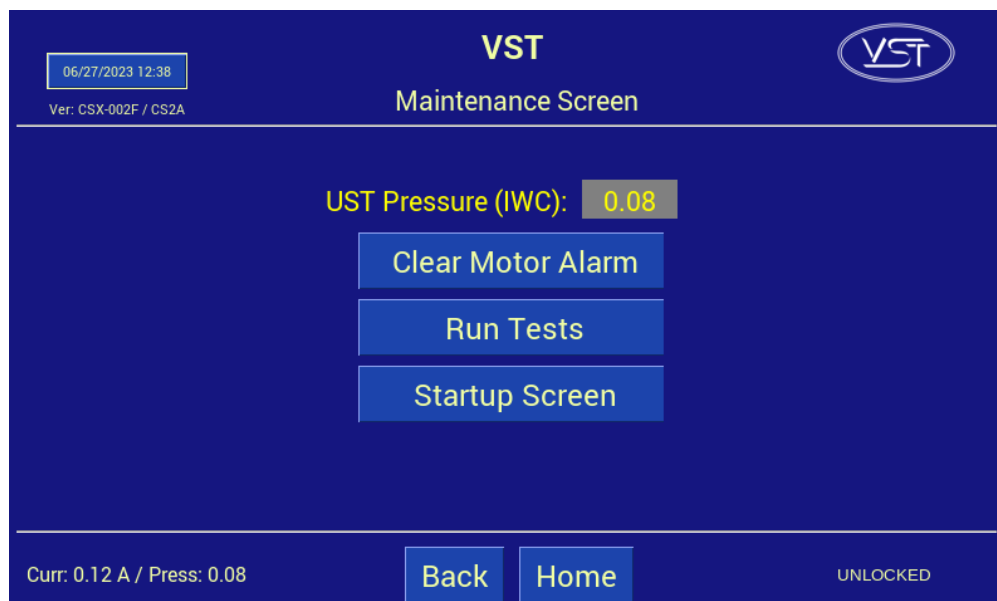 06/27/2023 12:38
Ver: CSX-002F / CS2A
VST
Maintenance Screen
VST
UST Pressure (IWC): 0.08
Clear Motor Alarm
Run Tests
Startup Screen
Curr: 0.12 A / Press: 0.08
Back
Home
UNLOCKED